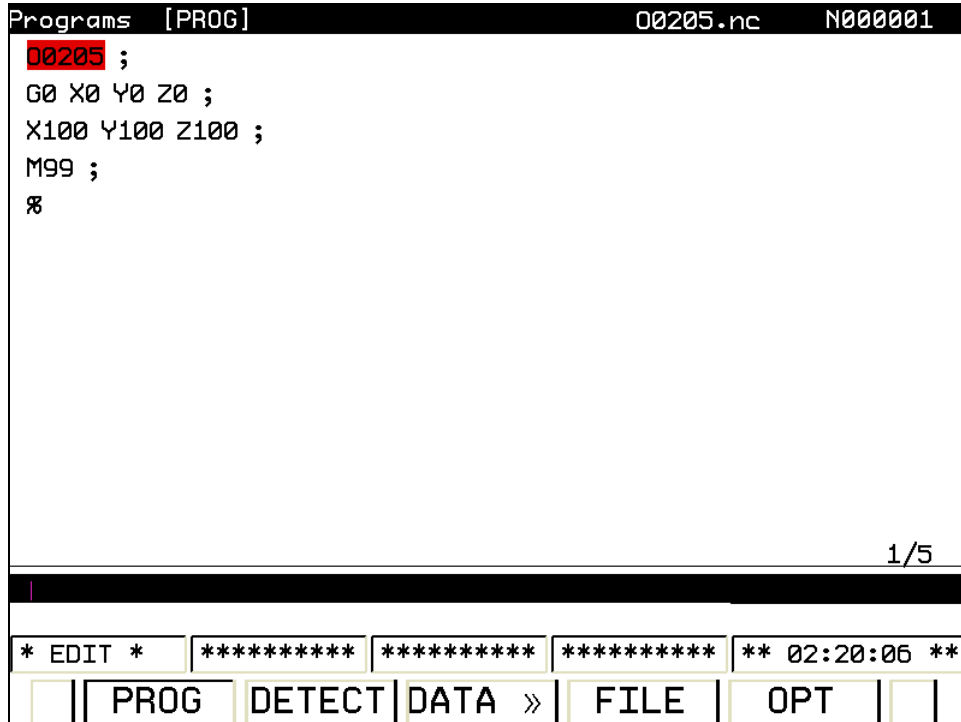 Programs [PROG] O0205.nc N000001
O0205 ;
G0 X0 Y0 Z0 ;
X100 Y100 Z100 ;
M99 ;
%
1/5
* EDIT * ********** ********** ********** ** 02:20:06 **
PROG DETECT DATA » FILE OPT